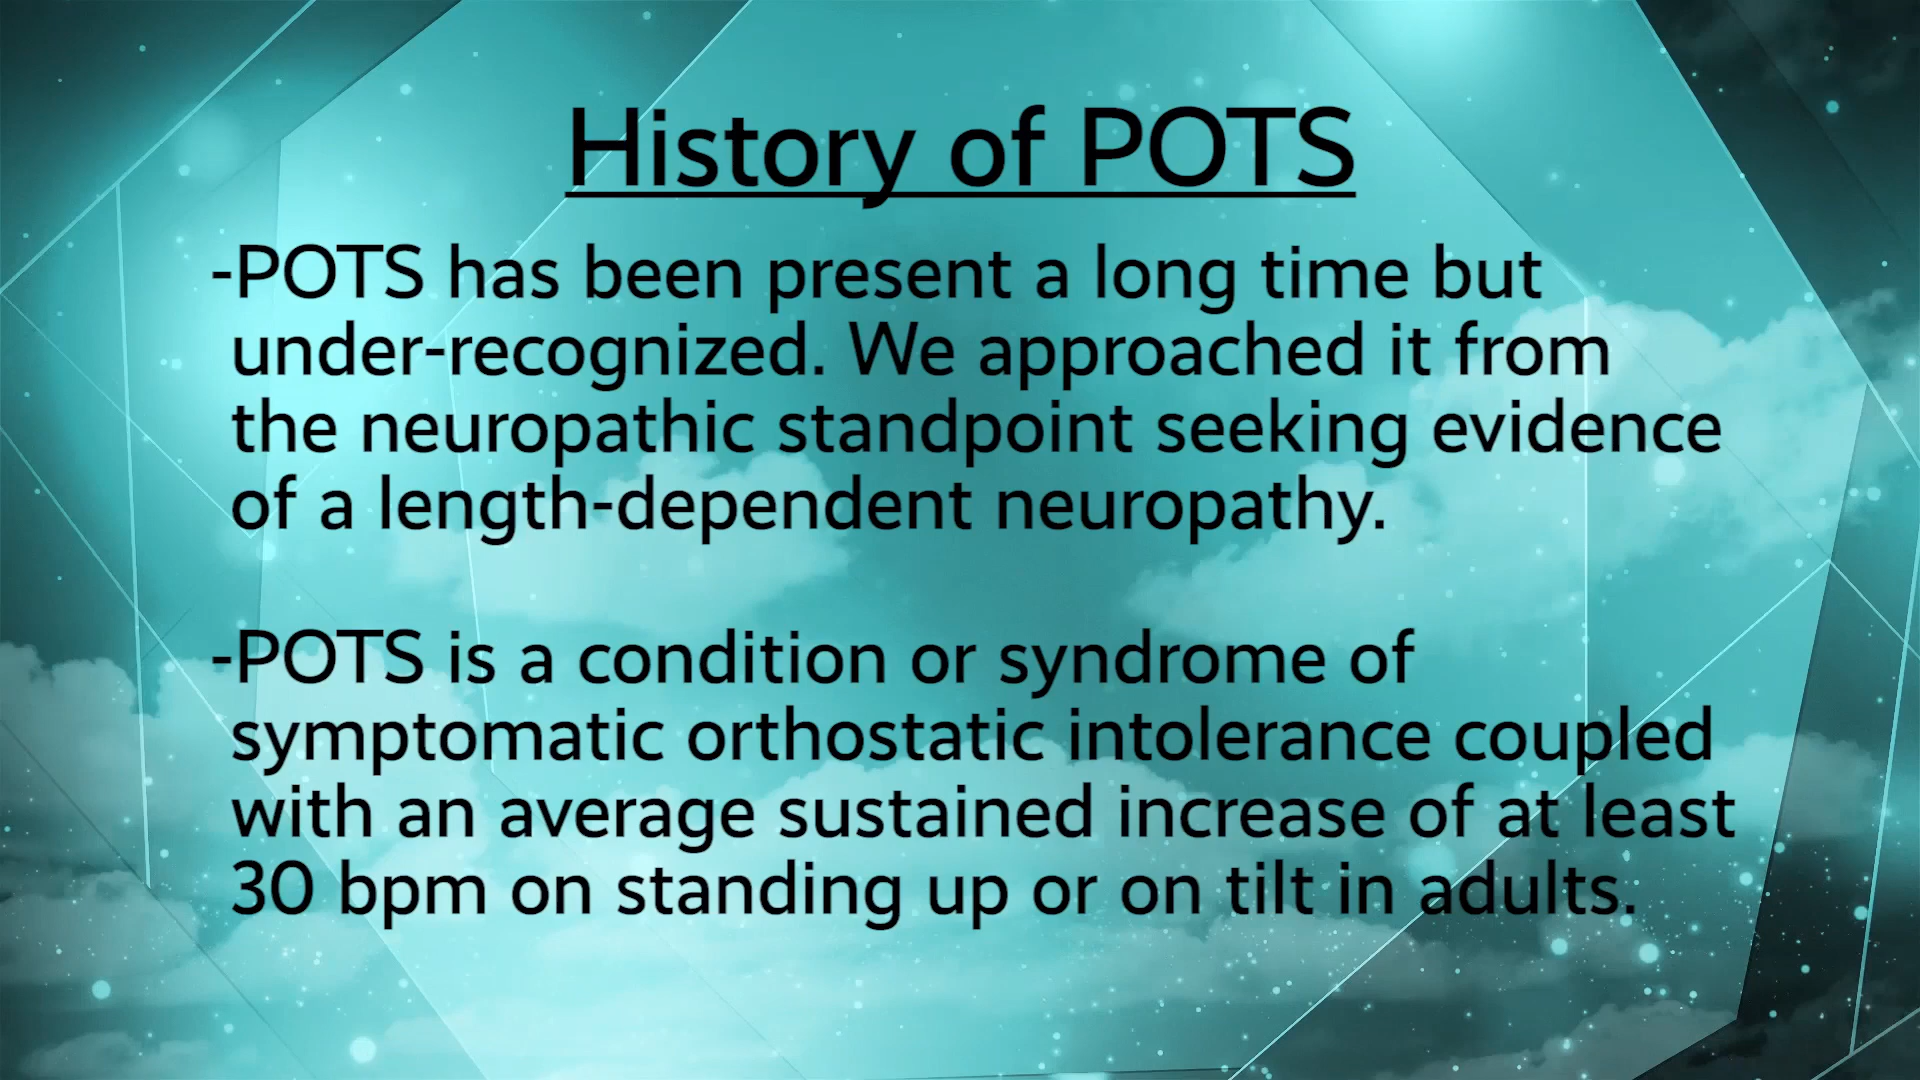 History of POTS
-POTS has been present a long time but
under-recognized. We approached it from
the neuropathic standpoint seeking evidence
of a length-dependent neuropathy.
-POTS is a condition or syndrome of
symptomatic orthostatic intolerance coupled
with an average sustained increase of at least
30 bpm on standing up or on tilt in adults.